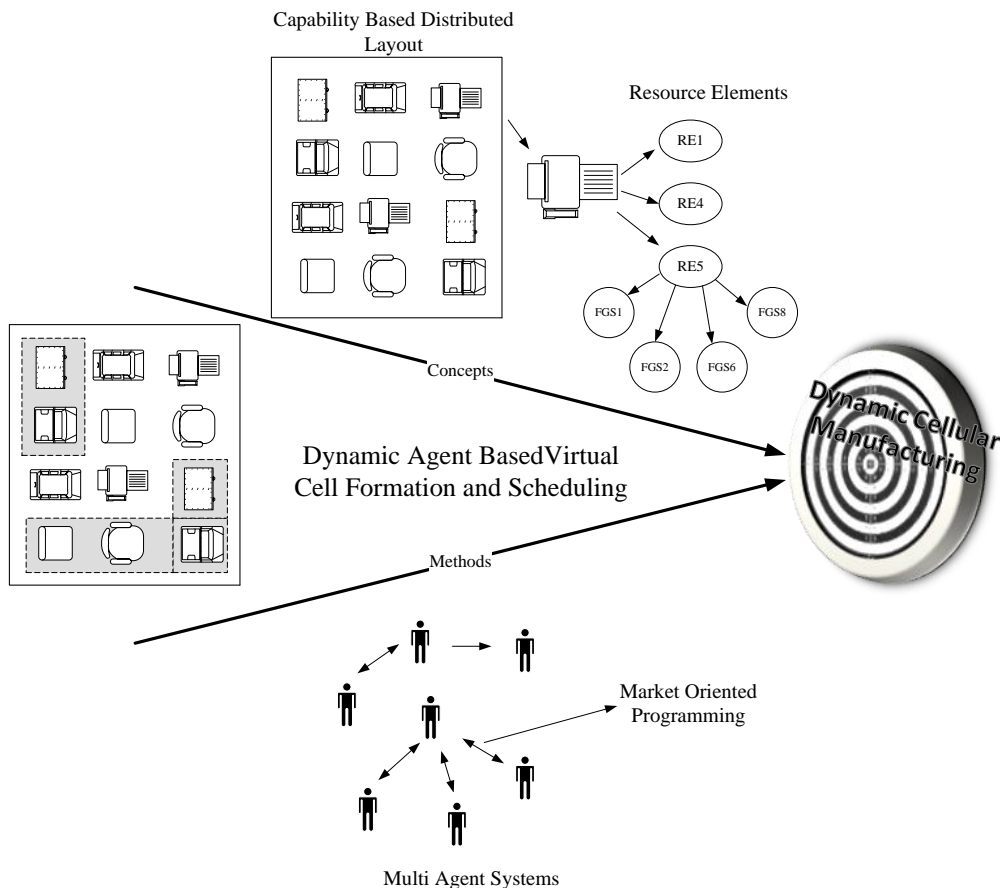 Capability Based Distributed
Layout
Resource Elements
RE1
RE4
RE5
FGS1
FGS8
FGS2
FGS6
Concepts
Dynamic Cellular
Manufacturing
Dynamic Agent BasedVirtual
Cell Formation and Scheduling
Methods
Market Oriented
Programming
Multi Agent Systems